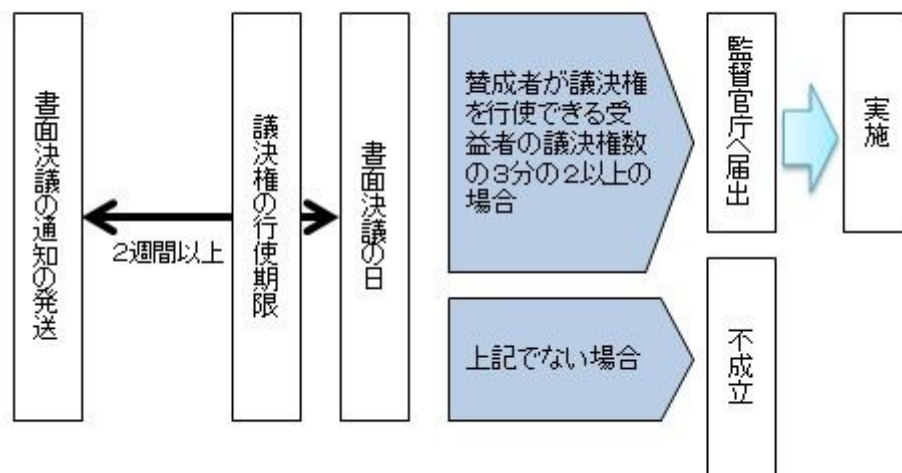 書面決議の通知の発送
2週間以上
議決権の行使期限
書面決議の日
賛成者が議決権
を行使できる受
益者の議決権数
の3分の2以上の
場合
監督官庁へ届出
実施
上記でない場合
不成立